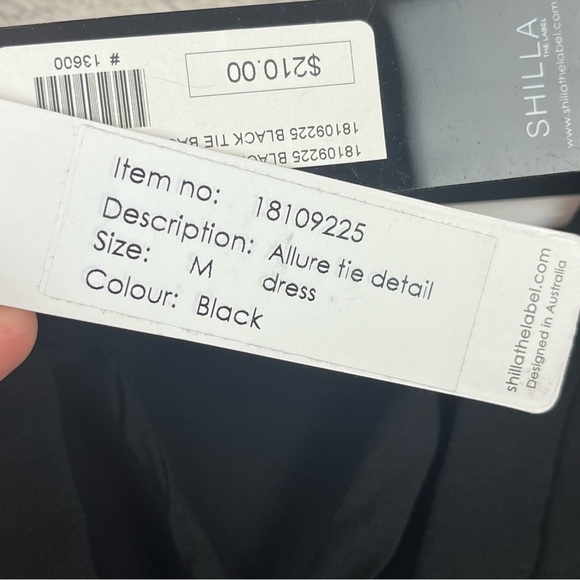 # 13600
$210.00
18109225 BLACK TIE
18109225
SHILLA
THE LABEL
www.shillathelabel.com
Item no: 18109225
Description: Allure tie detail
dress
Size: M
Colour: Black
shillathelabel.com
Designed in Australia